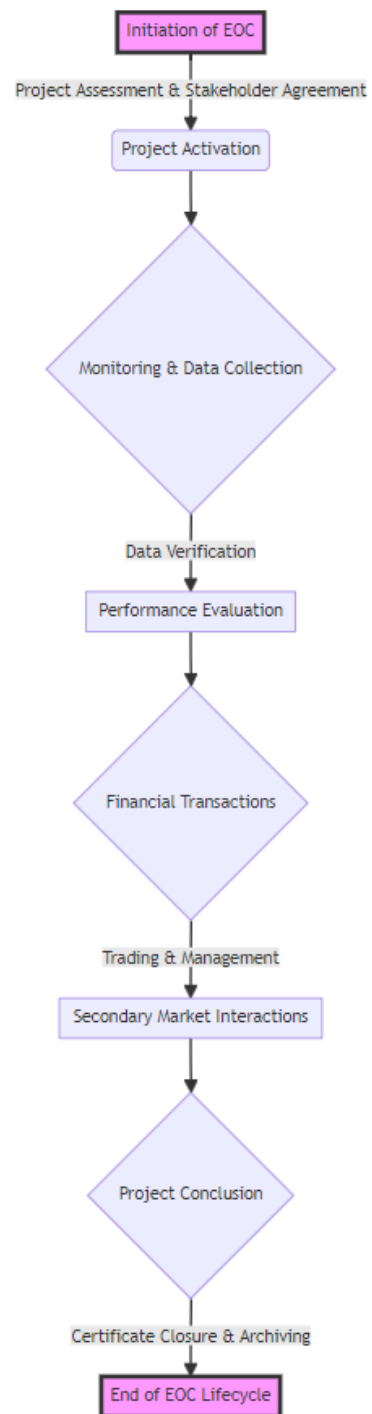 Initiation of EOC
Project Assessment & Stakeholder Agreement
Project Activation
Monitoring & Data Collection
Data Verification
Performance Evaluation
Financial Transactions
Trading & Management
Secondary Market Interactions
Project Conclusion
Certificate Closure & Archiving
End of EOC Lifecycle